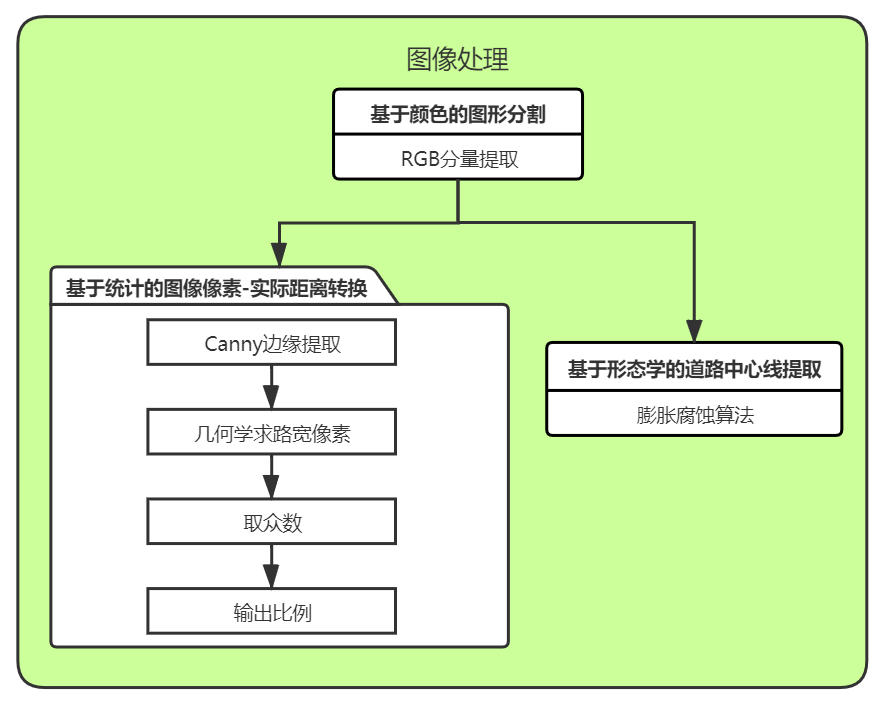 图像处理
基于颜色的图形分割
RGB分量提取
基于统计的图像像素-实际距离转换
Canny边缘提取
几何学求路宽像素
取众数
输出比例
基于形态学的道路中心线提取
膨胀腐蚀算法